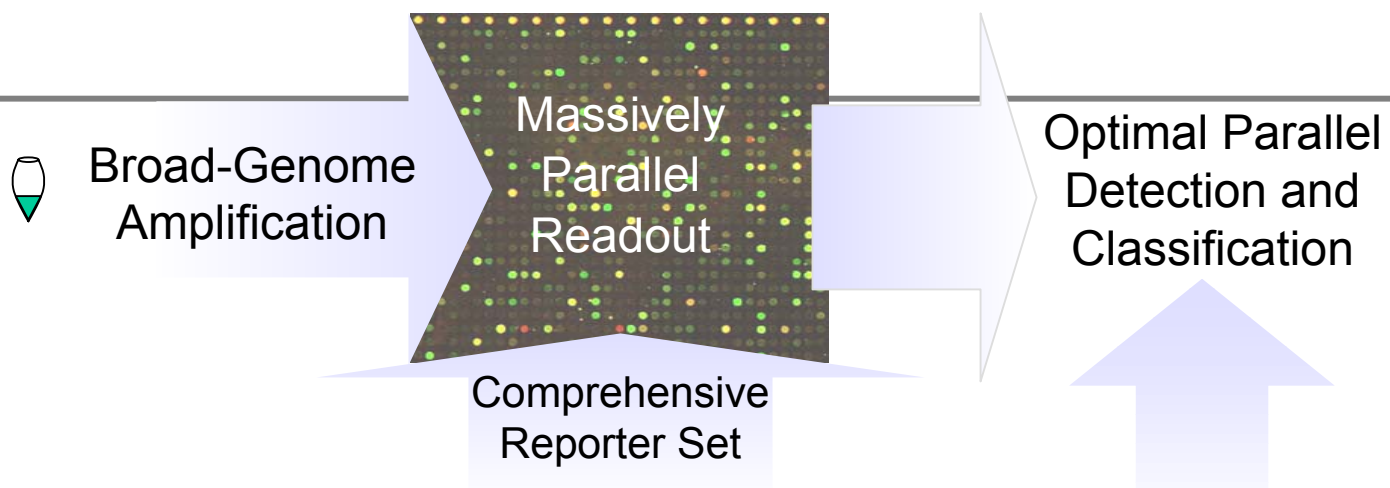 Broad-Genome
Amplification
Massively
Parallel
Readout
Optimal Parallel
Detection and
Classification
Comprehensive
Reporter Set